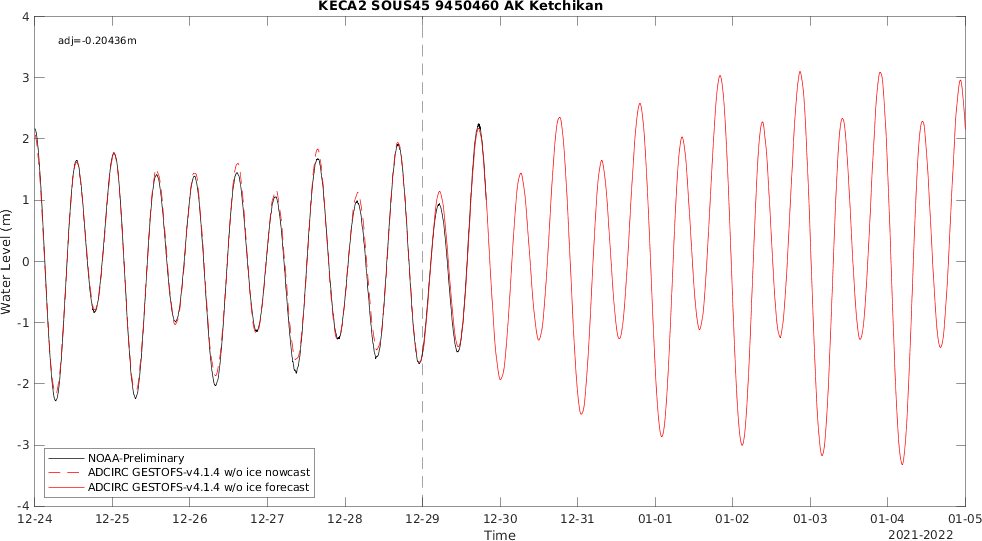 KECA2 SOUS45 9450460 AK Ketchikan
adj=-0.20436m
4
3
2
1
0
-1
-2
-3
-4
Water Level (m)
NOAA-Preliminary
ADCIRC GESTOFS-v4.1.4 w/o ice nowcast
ADCIRC GESTOFS-v4.1.4 w/o ice forecast
12-24 12-25 12-26 12-27 12-28 12-29 12-30 12-31 01-01 01-02 01-03 01-04 01-05
Time
2021-2022